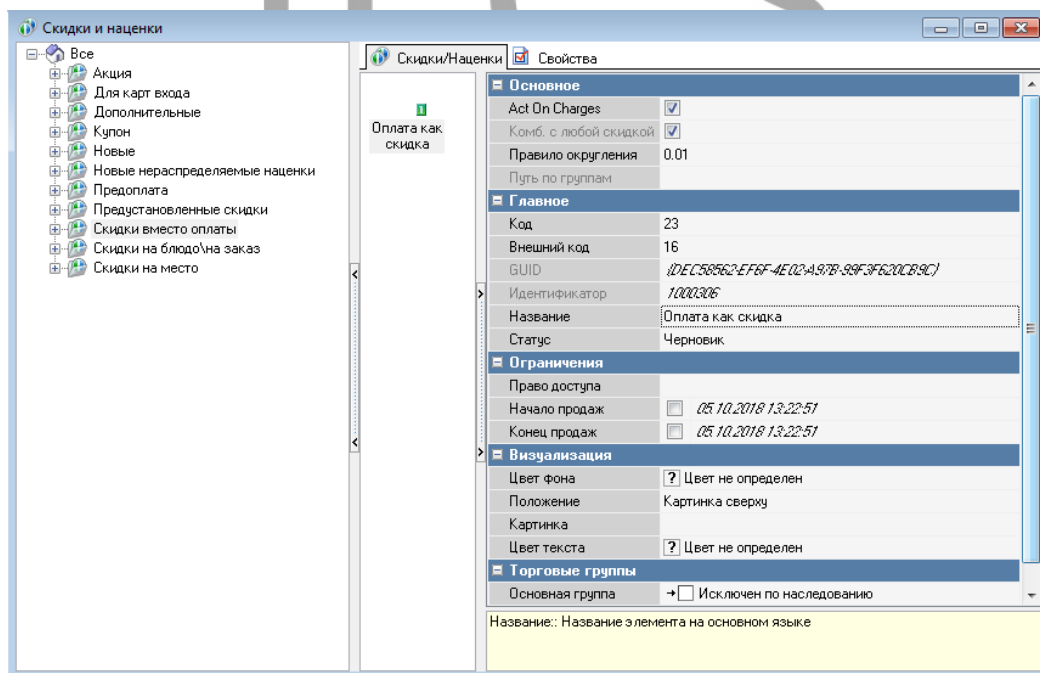 Скидки и наценки
Все
Акция
Для карт входа
Дополнительные
Купон
Новые
Новые нераспределяемые наценки
Предоплата
Предустановленные скидки
Скидки вместо оплаты
Скидки на блюдо\на заказ
Скидки на место
Скидки/Наценки Свойства
1
Оплата как
скидка
Основное
Act On Charges
Комб. с любой скидкой
Правило округления 0.01
Путь по группам
Главное
Код 23
Внешний код 16
GUID {DEC58562-EF6F-4E02-A97B-99F3F620CB9C}
Идентификатор 1000306
Название Оплата как скидка
Статус Черновик
Ограничения
Право доступа
Начало продаж 05.10.2018 13:22:51
Конец продаж 05.10.2018 13:22:51
Визуализация
Цвет фона ? Цвет не определен
Положение Картинка сверху
Картинка
Цвет текста ? Цвет не определен
Торговые группы
Основная группа Исключен по наследованию
Название:: Название элемента на основном языке